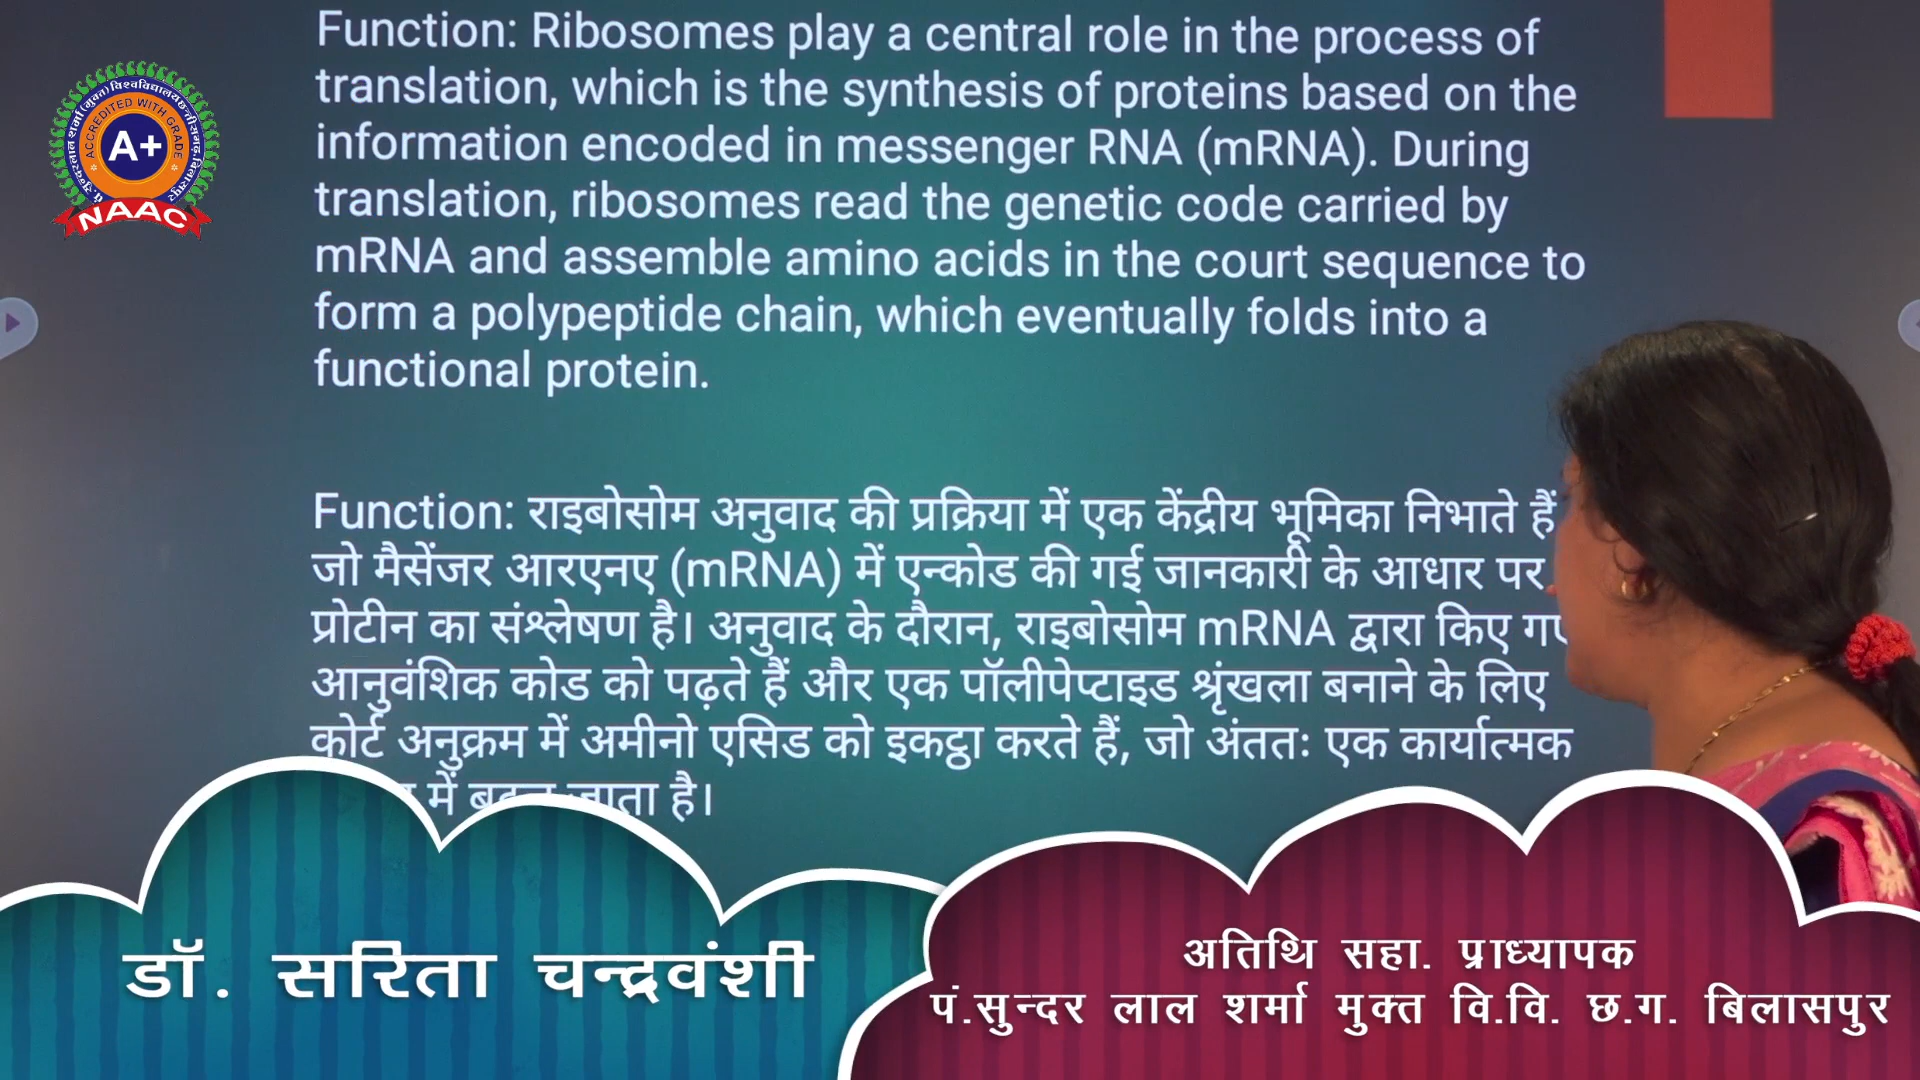 Function: Ribosomes play a central role in the process of
translation, which is the synthesis of proteins based on the
information encoded in messenger RNA (mRNA). During
translation, ribosomes read the genetic code carried by
mRNA and assemble amino acids in the court sequence to
form a polypeptide chain, which eventually folds into a
functional protein.
ACCREDITED WITH GRADE
A+
NAAC
Function: राइबोसोम अनुवाद की प्रक्रिया में एक केंद्रीय भूमिका निभाते हैं
जो मैसेंजर आरएनए (mRNA) में एन्कोड की गई जानकारी के आधार पर
प्रोटीन का संश्लेषण है। अनुवाद के दौरान, राइबोसोम mRNA द्वारा किए
आनुवंशिक कोड को पढ़ते हैं और एक पॉलीपेप्टाइड श्रृंखला बनाने के लिए
कोर्ट अनुक्रम में अमीनो एसिड को इकट्ठा करते हैं, जो अंततः एक कार्यात्मक
में जाता है।
डॉ. सरिता चन्द्रवंशी
अतिथि सहा. प्राध्यापक
पं.सुन्दर लाल शर्मा मुक्त वि.वि. छ.ग. बिलासपुर